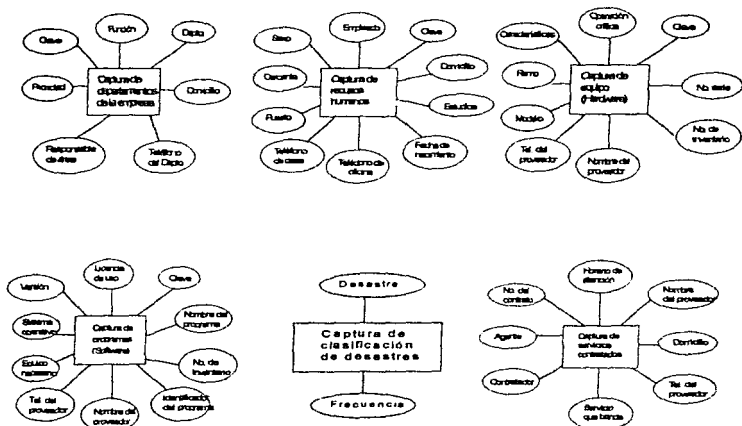 Función
Clave
Depto
Prioridad
Captura de
departamentos
de la empresa
Domicilio
Responsable
de Área
Teléfono
del Depto
Empleado
Sexo
Clave
Captura de
recursos
humanos
Domicilio
Estudios
Puesto
Teléfono
de casa
Teléfono de
oficina
Fecha de
nacimiento
Operación
crítica
Características
Clave
Ramo
Captura de
equipo
(Hardware)
No. serie
Modelo
No. de
inventario
Tel. del
proveedor
Nombre del
proveedor
Licencia
de uso
Versión
Clave
Sistema
operativo
Captura de
programas
(Software)
Nombre del
programa
Equipo
necesario
No. de
inventario
Tel. del
proveedor
Nombre del
proveedor
Identificador
del programa
Desastre
Captura de
clasificación
de desastres
Frecuencia
Horario de
atención
No. del
contrato
Nombre
del proveedor
Agente
Captura de
servicios
contratados
Domicilio
Contratador
Tel. del
proveedor
Servicio
que brinda